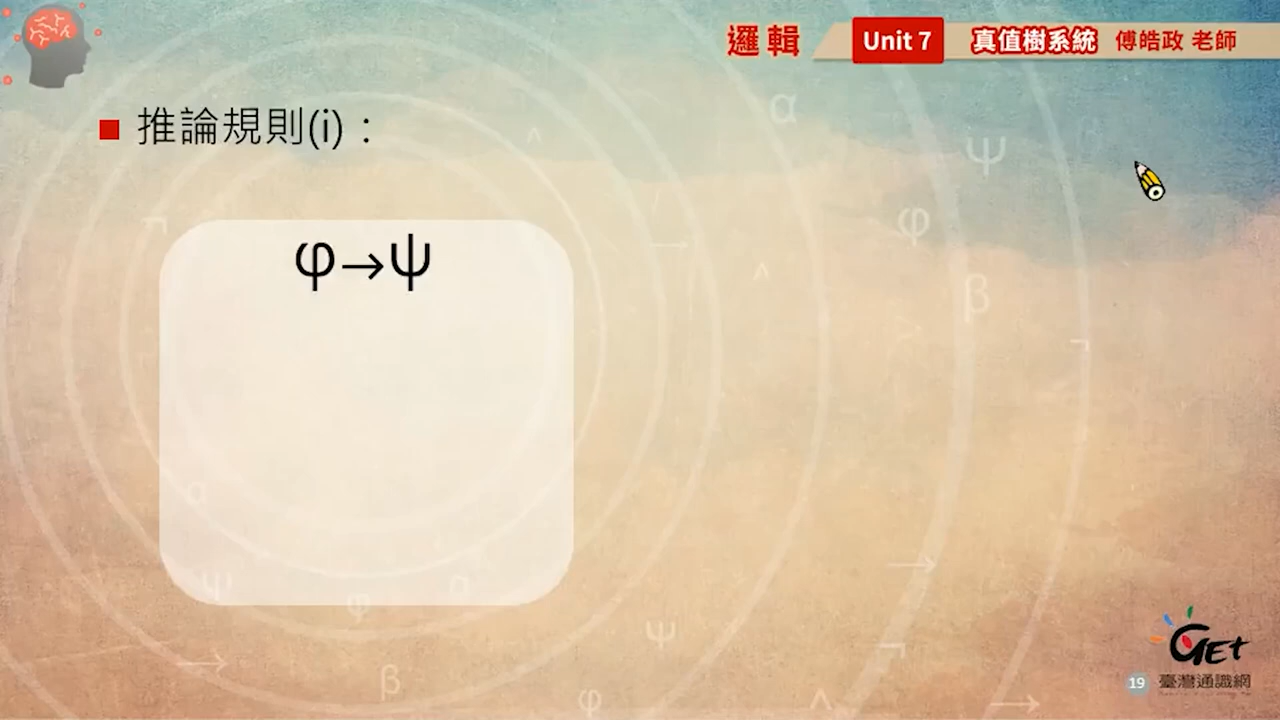 邏輯 Unit 7 真值樹系統 傅皓政 老師
推論規則(i)：
φ→ψ
GET
19 臺灣通識網